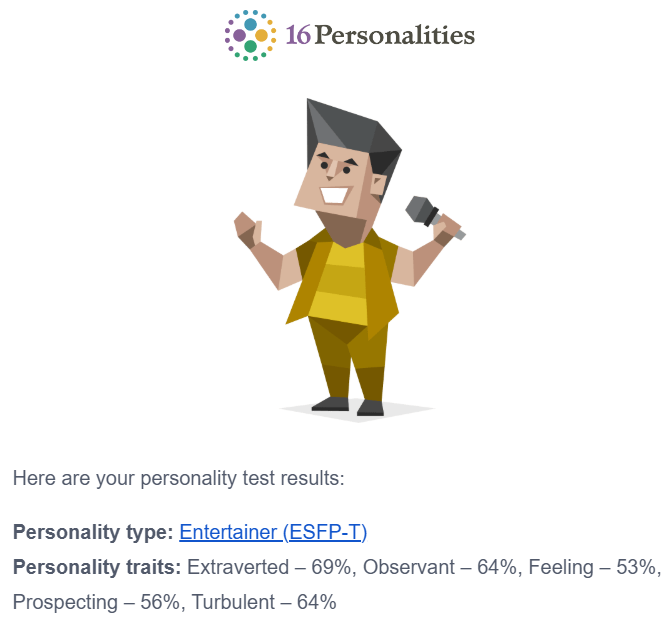 16Personalities
Here are your personality test results:
Personality type: Entertainer (ESFP-T)
Personality traits: Extraverted – 69%, Observant – 64%, Feeling – 53%,
Prospecting – 56%, Turbulent – 64%